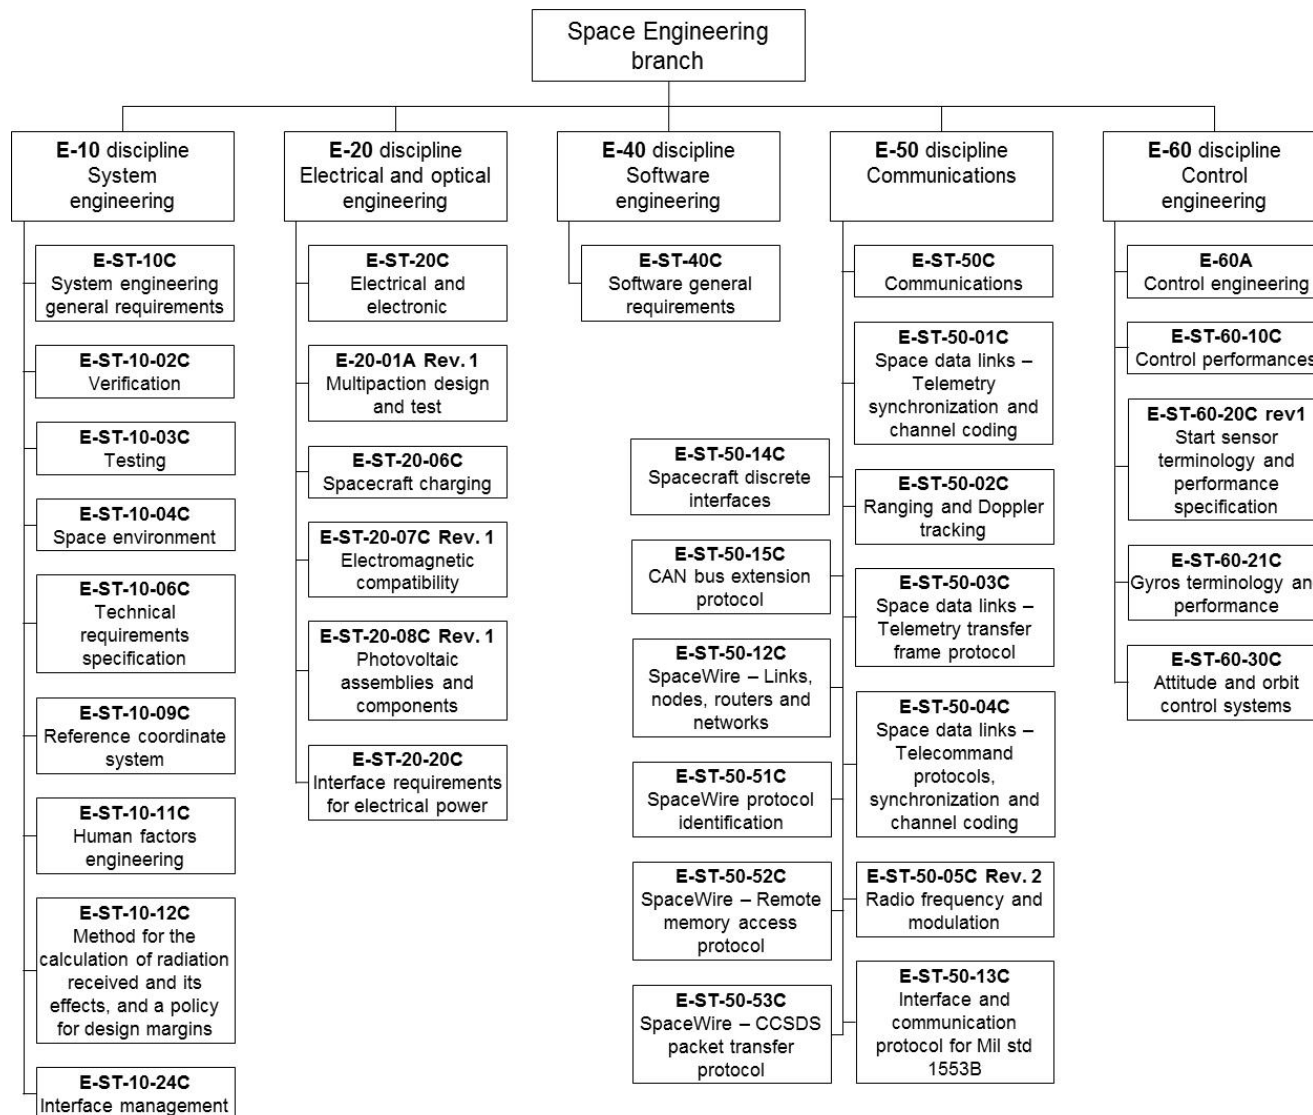 Space Engineering
branch
E-10 discipline
System
engineering
E-ST-10C
System engineering
general requirements
E-ST-10-02C
Verification
E-ST-10-03C
Testing
E-ST-10-04C
Space environment
E-ST-10-06C
Technical
requirements
specification
E-ST-10-09C
Reference coordinate
system
E-ST-10-11C
Human factors
engineering
E-ST-10-12C
Method for the
calculation of radiation
received and its
effects, and a policy
for design margins
E-ST-10-24C
Interface management
E-20 discipline
Electrical and optical
engineering
E-ST-20C
Electrical and
electronic
E-20-01A Rev. 1
Multipaction design
and test
E-ST-20-06C
Spacecraft charging
E-ST-20-07C Rev. 1
Electromagnetic
compatibility
E-ST-20-08C Rev. 1
Photovoltaic
assemblies and
components
E-ST-20-20C
Interface requirements
for electrical power
E-40 discipline
Software
engineering
E-ST-40C
Software general
requirements
E-50 discipline
Communications
E-ST-50C
Communications
E-ST-50-01C
Space data links –
Telemetry
synchronization and
channel coding
E-ST-50-02C
Ranging and Doppler
tracking
E-ST-50-03C
Space data links –
Telemetry transfer
frame protocol
E-ST-50-04C
Space data links –
Telecommand
protocols,
synchronization and
channel coding
E-ST-50-05C Rev. 2
Radio frequency and
modulation
E-ST-50-13C
Interface and
communication
protocol for Mil std
1553B
E-ST-50-14C
Spacecraft discrete
interfaces
E-ST-50-15C
CAN bus extension
protocol
E-ST-50-12C
SpaceWire – Links,
nodes, routers and
networks
E-ST-50-51C
SpaceWire protocol
identification
E-ST-50-52C
SpaceWire – Remote
memory access
protocol
E-ST-50-53C
SpaceWire – CCSDS
packet transfer
protocol
E-60 discipline
Control
engineering
E-60A
Control engineering
E-ST-60-10C
Control performances
E-ST-60-20C rev1
Start sensor
terminology and
performance
specification
E-ST-60-21C
Gyros terminology and
performance
E-ST-60-30C
Attitude and orbit
control systems